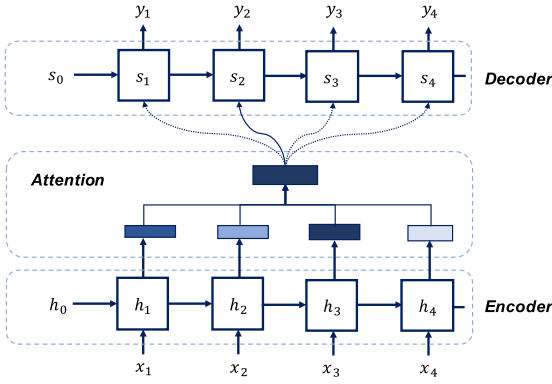 y₁ y₂ y₃ y₄
s₀ s₁ s₂ s₃ s₄ Decoder
Attention
h₀ h₁ h₂ h₃ h₄ Encoder
x₁ x₂ x₃ x₄